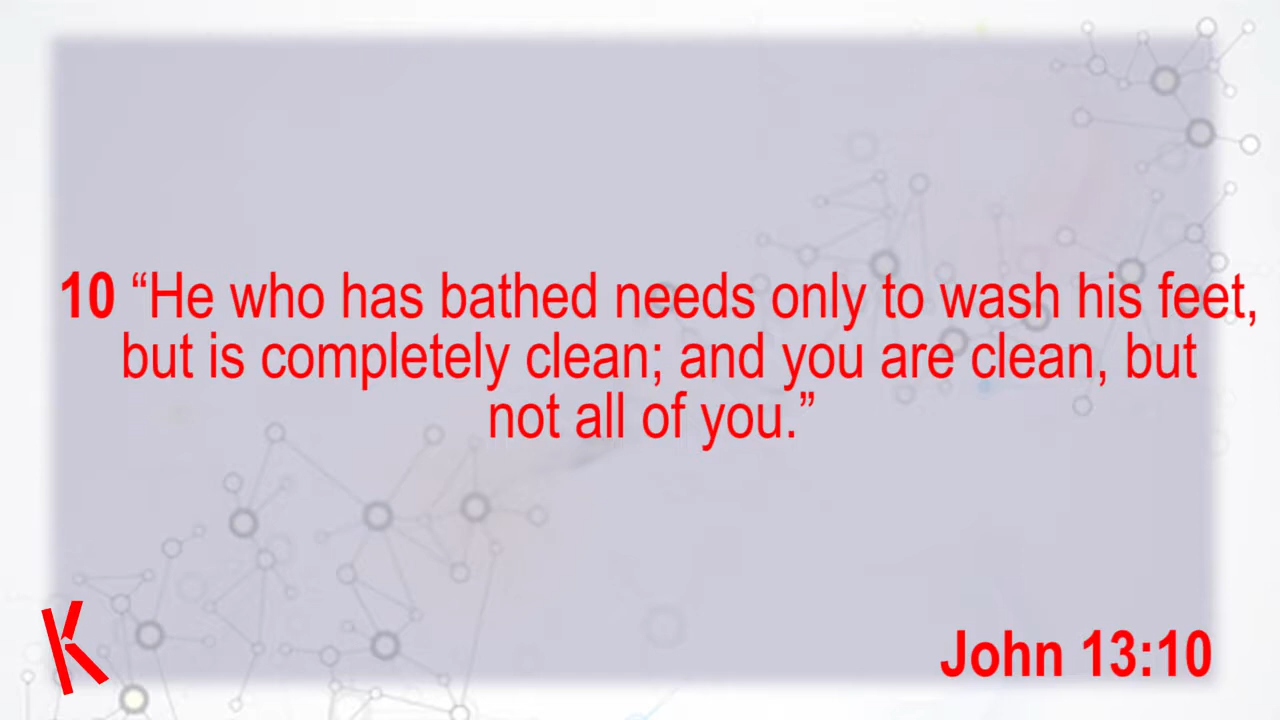 10 “He who has bathed needs only to wash his feet,
but is completely clean; and you are clean, but
not all of you.”
K
John 13:10